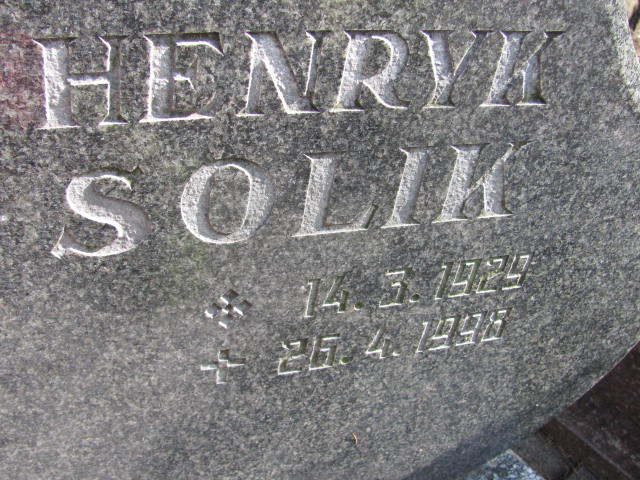 HENRYK
SOLIK
* 14.3.1929
+ 26.4.1998